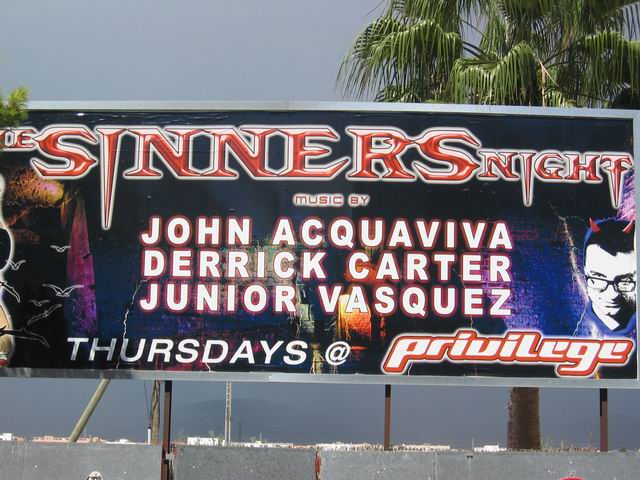 SINNERS NIGHT
MUSIC BY
JOHN ACQUAVIVA
DERRICK CARTER
JUNIOR VASQUEZ
THURSDAYS @ privilege